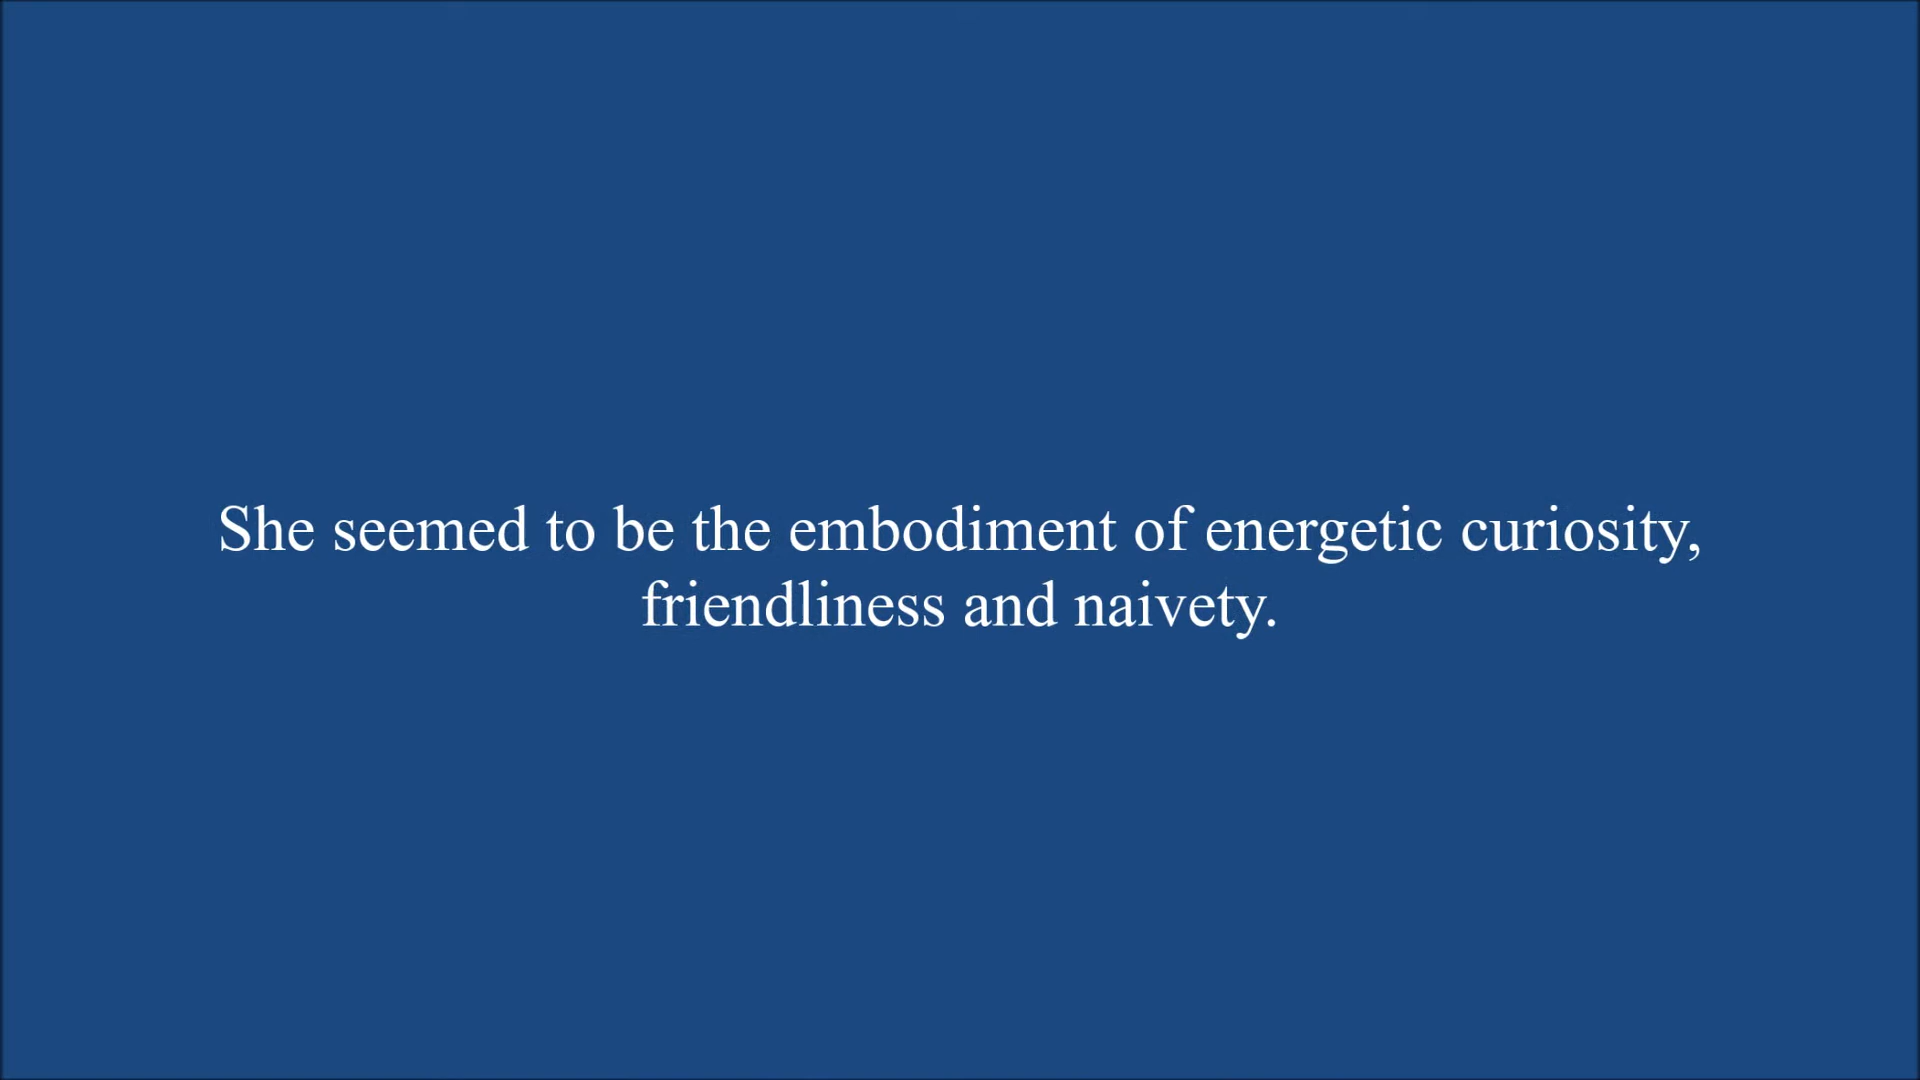 She seemed to be the embodiment of energetic curiosity,
friendliness and naivety.